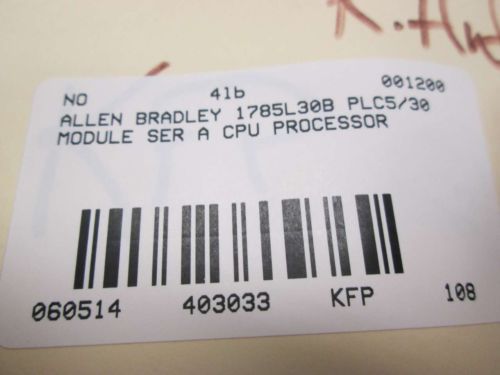 NO 41b 001200
ALLEN BRADLEY 1785L30B PLC5/30
MODULE SER A CPU PROCESSOR
060514 403033 KFP 108